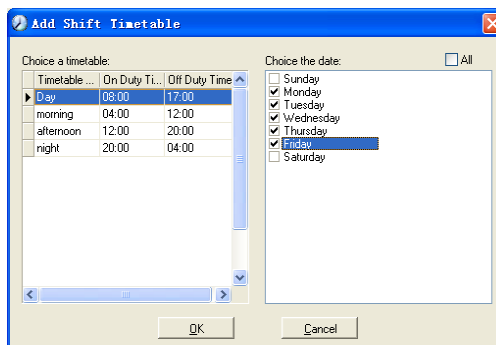 Add Shift Timetable
Choice a timetable:
Timetable ... On Duty Ti... Off Duty Time
Day 08:00 17:00
morning 04:00 12:00
afternoon 12:00 20:00
night 20:00 04:00
Choice the date: All
Sunday
Monday
Tuesday
Wednesday
Thursday
Friday
Saturday
OK Cancel